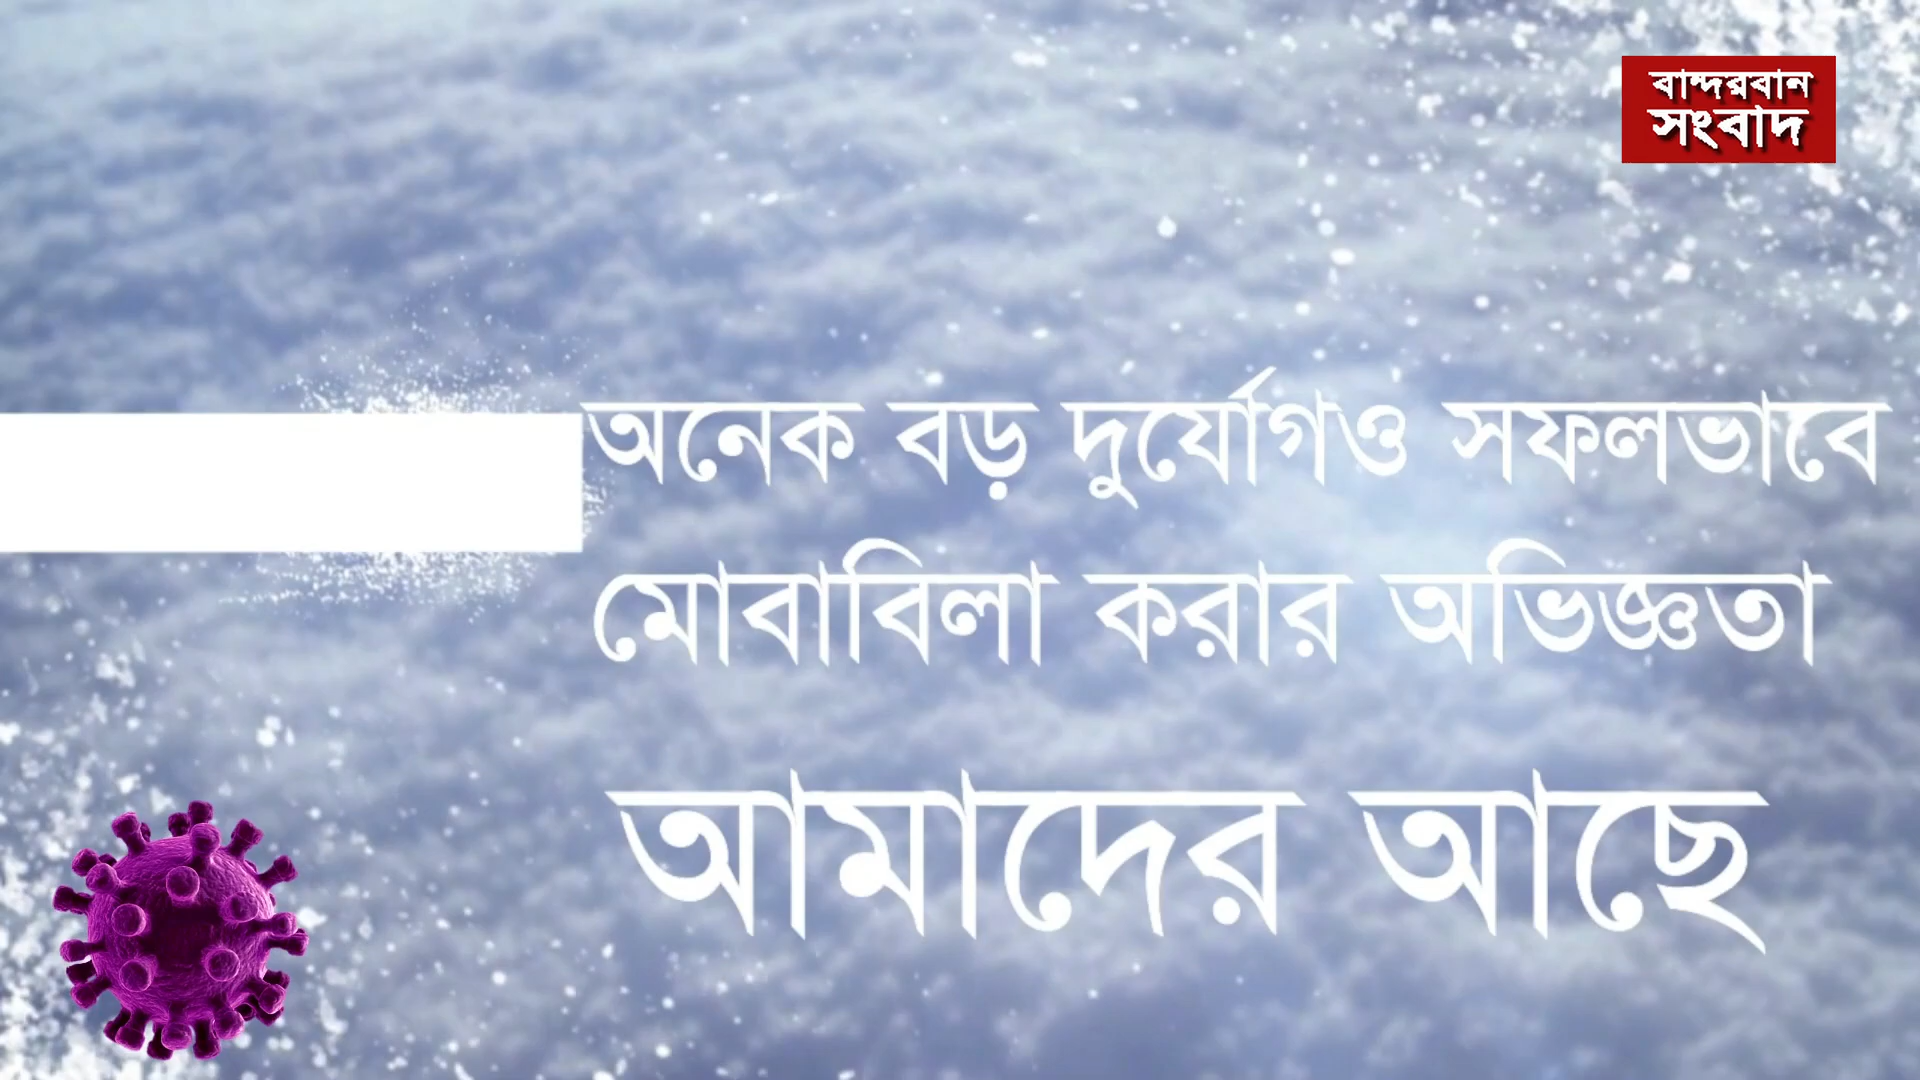 বান্দরবান
সংবাদ
অনেক বড় দুর্যোগও সফলভাবে
মোবাবিলা করার অভিজ্ঞতা
আমাদের আছে